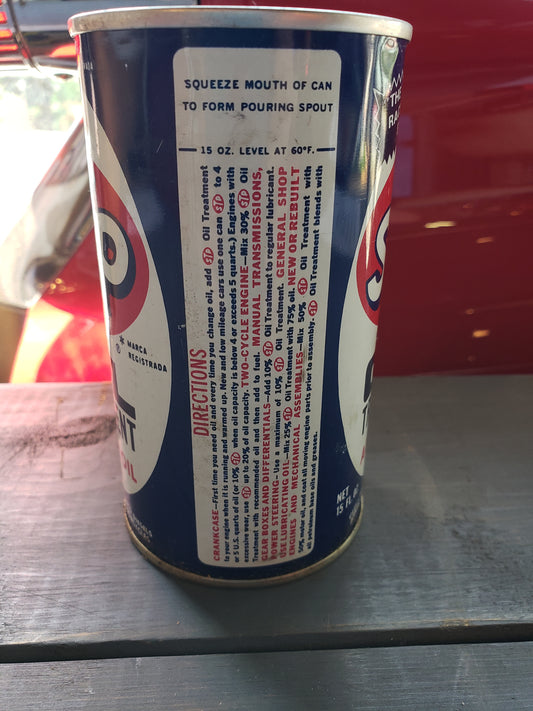 SQUEEZE MOUTH OF CAN
TO FORM POURING SPOUT
15 OZ. LEVEL AT 60°F.
DIRECTIONS
CRANKCASE—First time you need oil and every time you change oil, add STP Oil Treatment
to your engine when it is running and warmed up. New and low mileage cars use one can STP to 4
or 5 U.S. quarts of oil (or 10% STP when oil capacity is below 4 or exceeds 5 quarts.) Engines with
excessive wear, use STP up to 20% of oil capacity. TWO-CYCLE ENGINE—Mix 30% STP Oil
Treatment with recommended oil and then add to fuel. MANUAL TRANSMISSIONS,
GEAR BOXES AND DIFFERENTIALS—Add 10% STP Oil Treatment to regular lubricant.
POWER STEERING—Use a maximum of 10% STP Oil Treatment. GENERAL SHOP
USE LUBRICATING OIL—Mix 25% STP Oil Treatment with 75% oil. NEW OR REBUILT
ENGINES AND MECHANICAL ASSEMBLIES—Mix 50% STP Oil Treatment with
50% motor oil, and coat all moving engine parts prior to assembly. STP Oil Treatment blends with
all petroleum base oils and greases.
P
®
* MARCA
REGISTRADA
L
ENT
OIL
THE
S
T
NET
15 FL. OZ.